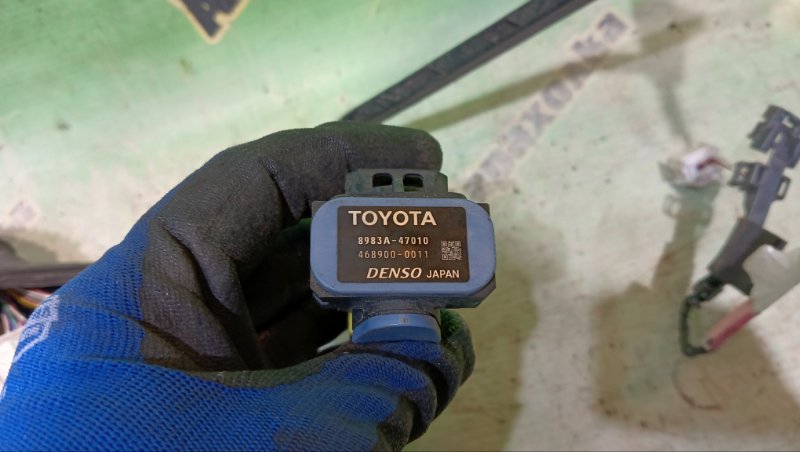 TOYOTA
8983A-47010
468900-0011
DENSO JAPAN